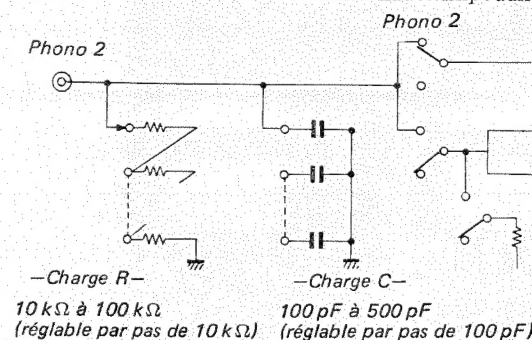 Phono 2
Phono 2
—Charge R—
10 kΩ à 100 kΩ
(réglable par pas de 10 kΩ)
—Charge C—
100 pF à 500 pF
(réglable par pas de 100 pF)